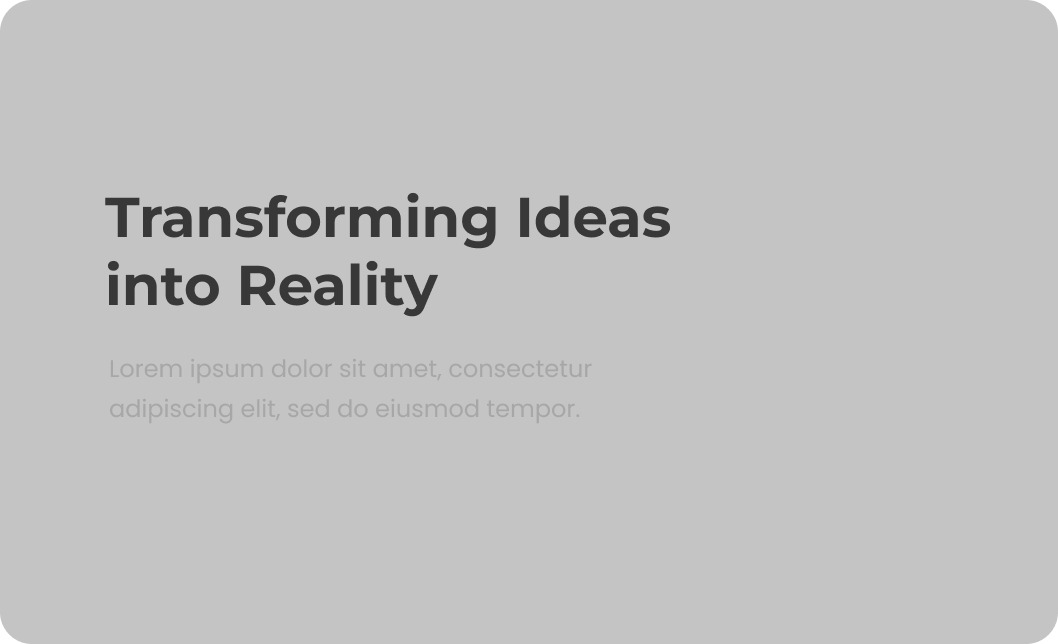 Transforming Ideas
into Reality
Lorem ipsum dolor sit amet, consectetur
adipiscing elit, sed do eiusmod tempor.